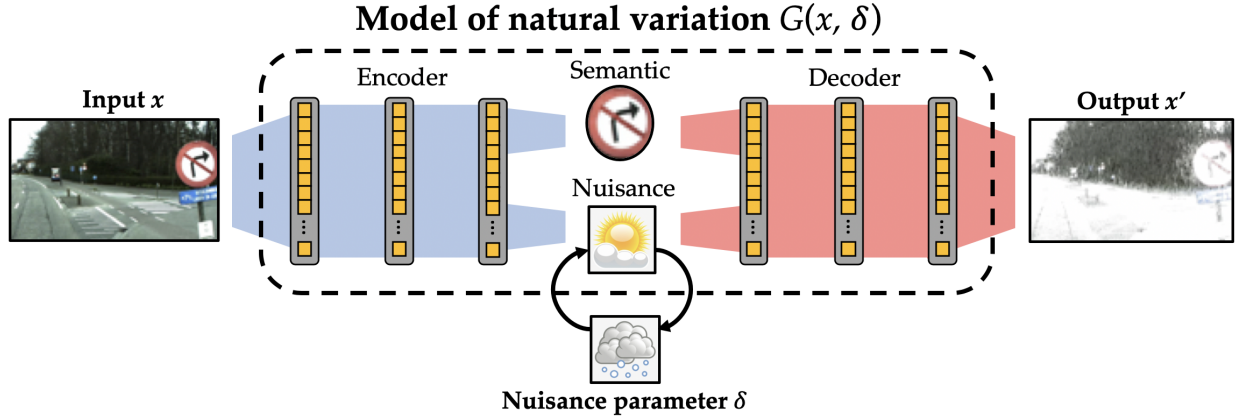 Model of natural variation G(x, δ)
Encoder
Semantic
Decoder
Input x
Output x′
Nuisance
Nuisance parameter δ